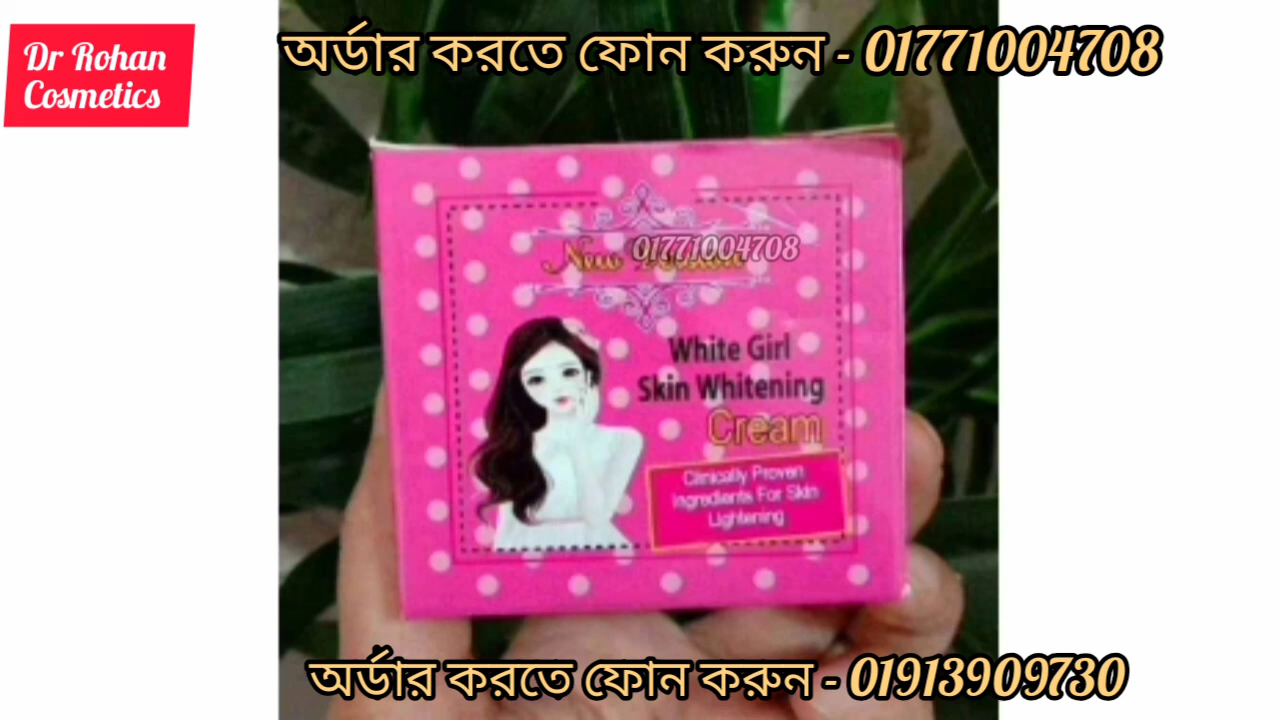 Dr Rohan
Cosmetics
অর্ডার করতে ফোন করুন - 01771004708
New
01771004708
White Girl
Skin Whitening
Cream
Clinically Proven
Ingredients For Skin
Lightening
অর্ডার করতে ফোন করুন - 01913909730